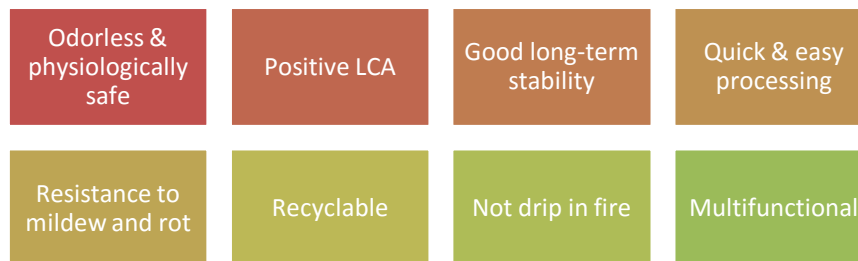 Odorless &
physiologically
safe
Positive LCA
Good long-term
stability
Quick & easy
processing
Resistance to
mildew and rot
Recyclable
Not drip in fire
Multifunctional